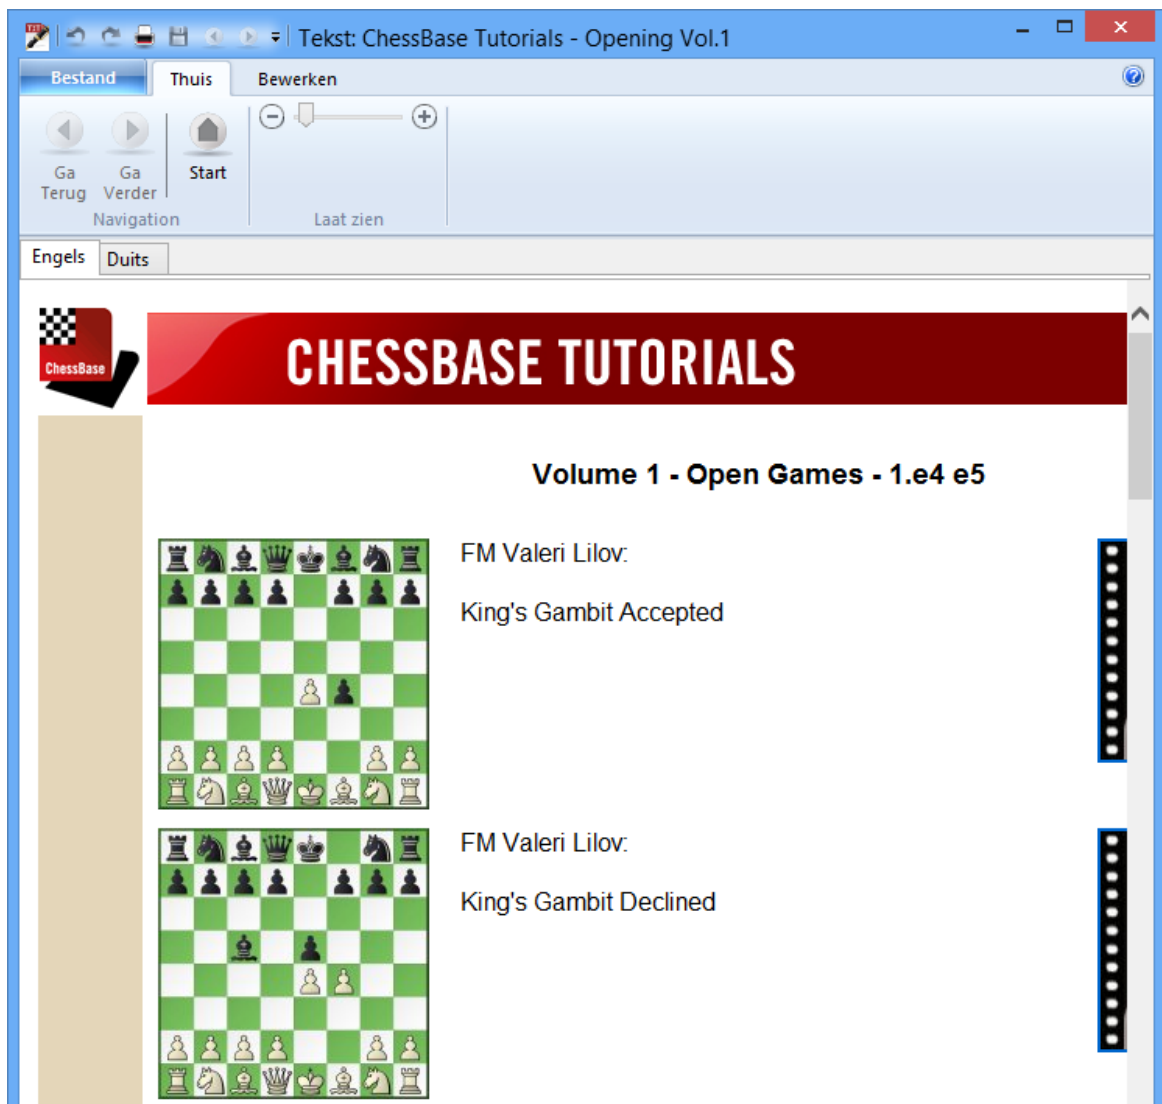 Tekst: ChessBase Tutorials - Opening Vol.1
Bestand Thuis Bewerken
Ga Terug
Ga Verder
Start
Navigation
Laat zien
Engels Duits
ChessBase
CHESSBASE TUTORIALS
Volume 1 - Open Games - 1.e4 e5
FM Valeri Lilov:
King's Gambit Accepted
FM Valeri Lilov:
King's Gambit Declined